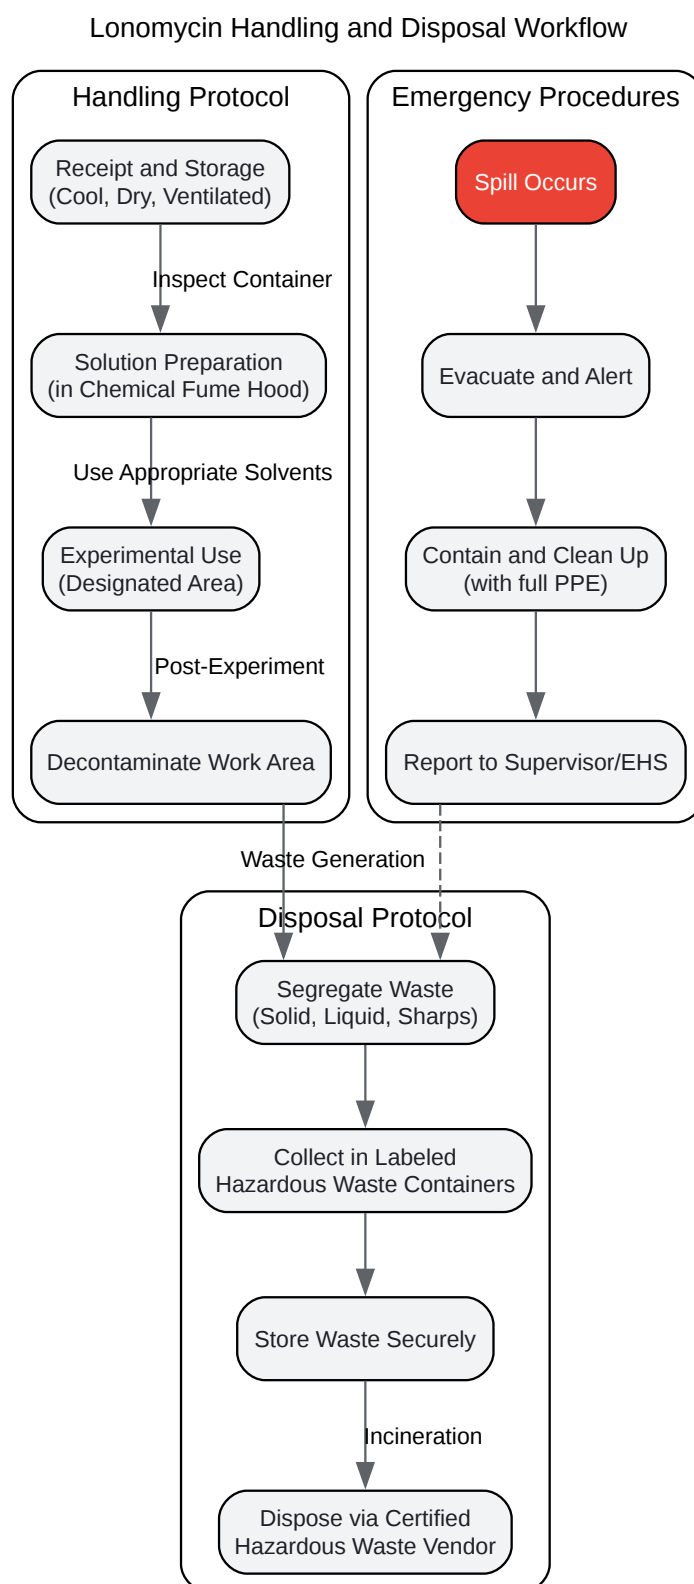 Lonomycin Handling and Disposal Workflow
Handling Protocol
Receipt and Storage
(Cool, Dry, Ventilated)
Inspect Container
Solution Preparation
(in Chemical Fume Hood)
Use Appropriate Solvents
Experimental Use
(Designated Area)
Post-Experiment
Decontaminate Work Area
Emergency Procedures
Spill Occurs
Evacuate and Alert
Contain and Clean Up
(with full PPE)
Report to Supervisor/EHS
Waste Generation
Disposal Protocol
Segregate Waste
(Solid, Liquid, Sharps)
Collect in Labeled
Hazardous Waste Containers
Store Waste Securely
Incineration
Dispose via Certified
Hazardous Waste Vendor